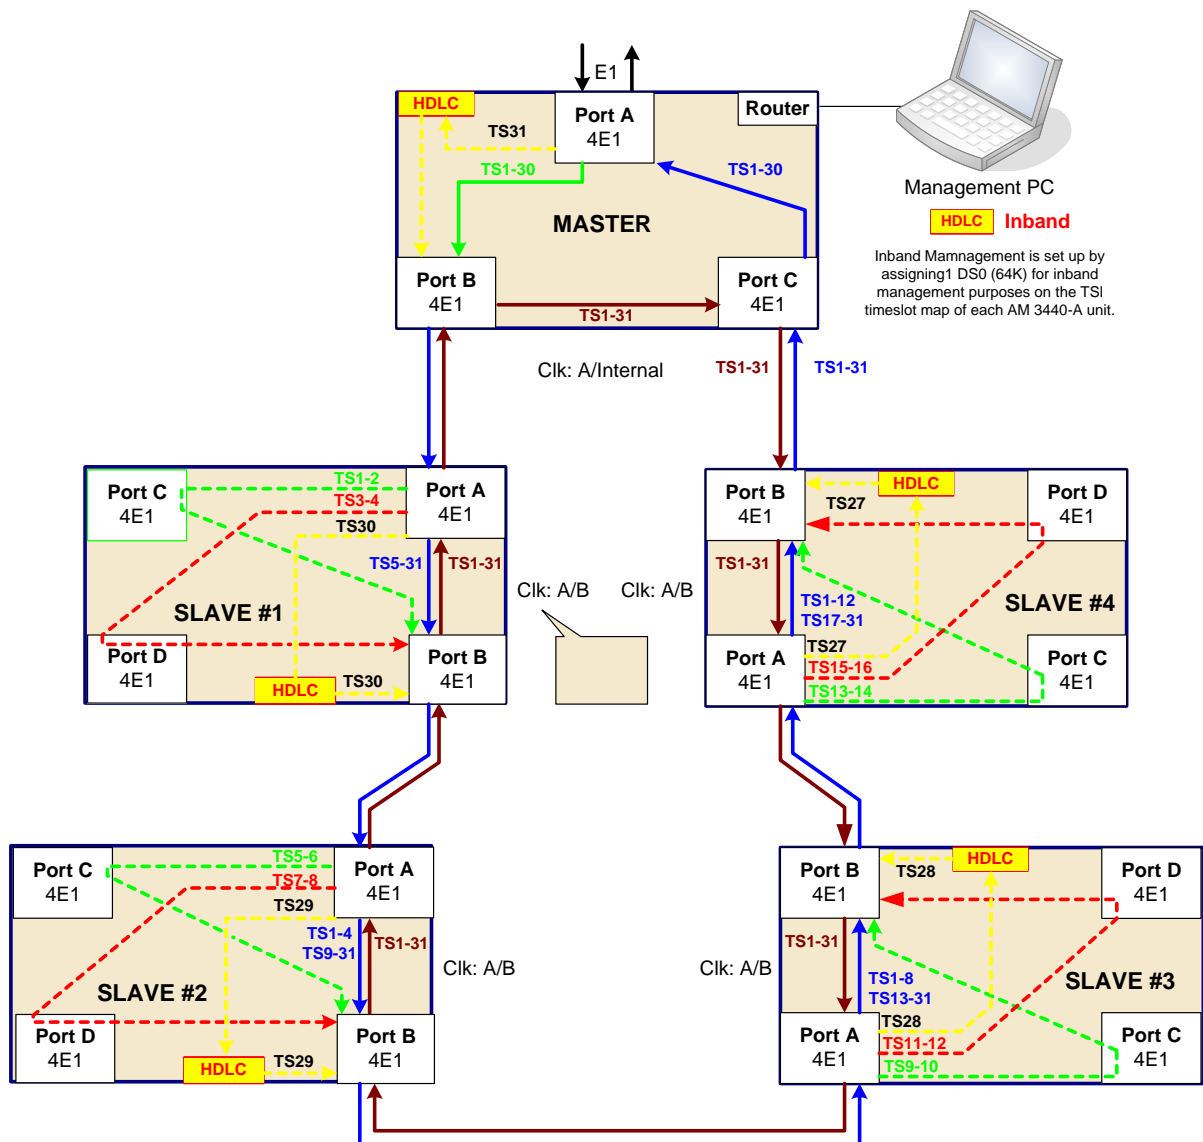 E1
HDLC
Port A
4E1
Router
TS31
TS1-30
TS1-30
MASTER
Port B
4E1
Port C
4E1
TS1-31
Management PC
HDLC Inband
Inband Mamnagement is set up by
assigning1 DS0 (64K) for inband
management purposes on the TSI
timeslot map of each AM 3440-A unit.
Clk: A/Internal
TS1-31
TS1-31
Port C
4E1
TS1-2
TS3-4
TS30
Port A
4E1
TS5-31
TS1-31
SLAVE #1
Port D
4E1
HDLC
TS30
Port B
4E1
Clk: A/B
Clk: A/B
Port B
4E1
HDLC
TS27
Port D
4E1
TS1-31
TS1-12
TS17-31
SLAVE #4
Port A
4E1
TS27
TS15-16
TS13-14
Port C
4E1
Port C
4E1
TS5-6
TS7-8
TS29
Port A
4E1
TS1-4
TS9-31
TS1-31
SLAVE #2
Port D
4E1
HDLC
TS29
Port B
4E1
Clk: A/B
Clk: A/B
Port B
4E1
HDLC
TS28
Port D
4E1
TS1-31
TS1-8
TS13-31
SLAVE #3
Port A
4E1
TS28
TS11-12
TS9-10
Port C
4E1